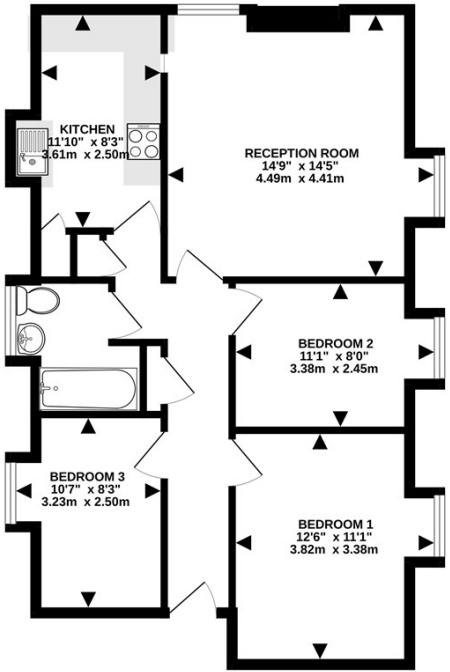 KITCHEN
11'10" x 8'3"
3.61m x 2.50m
RECEPTION ROOM
14'9" x 14'5"
4.49m x 4.41m
BEDROOM 2
11'1" x 8'0"
3.38m x 2.45m
BEDROOM 3
10'7" x 8'3"
3.23m x 2.50m
BEDROOM 1
12'6" x 11'1"
3.82m x 3.38m